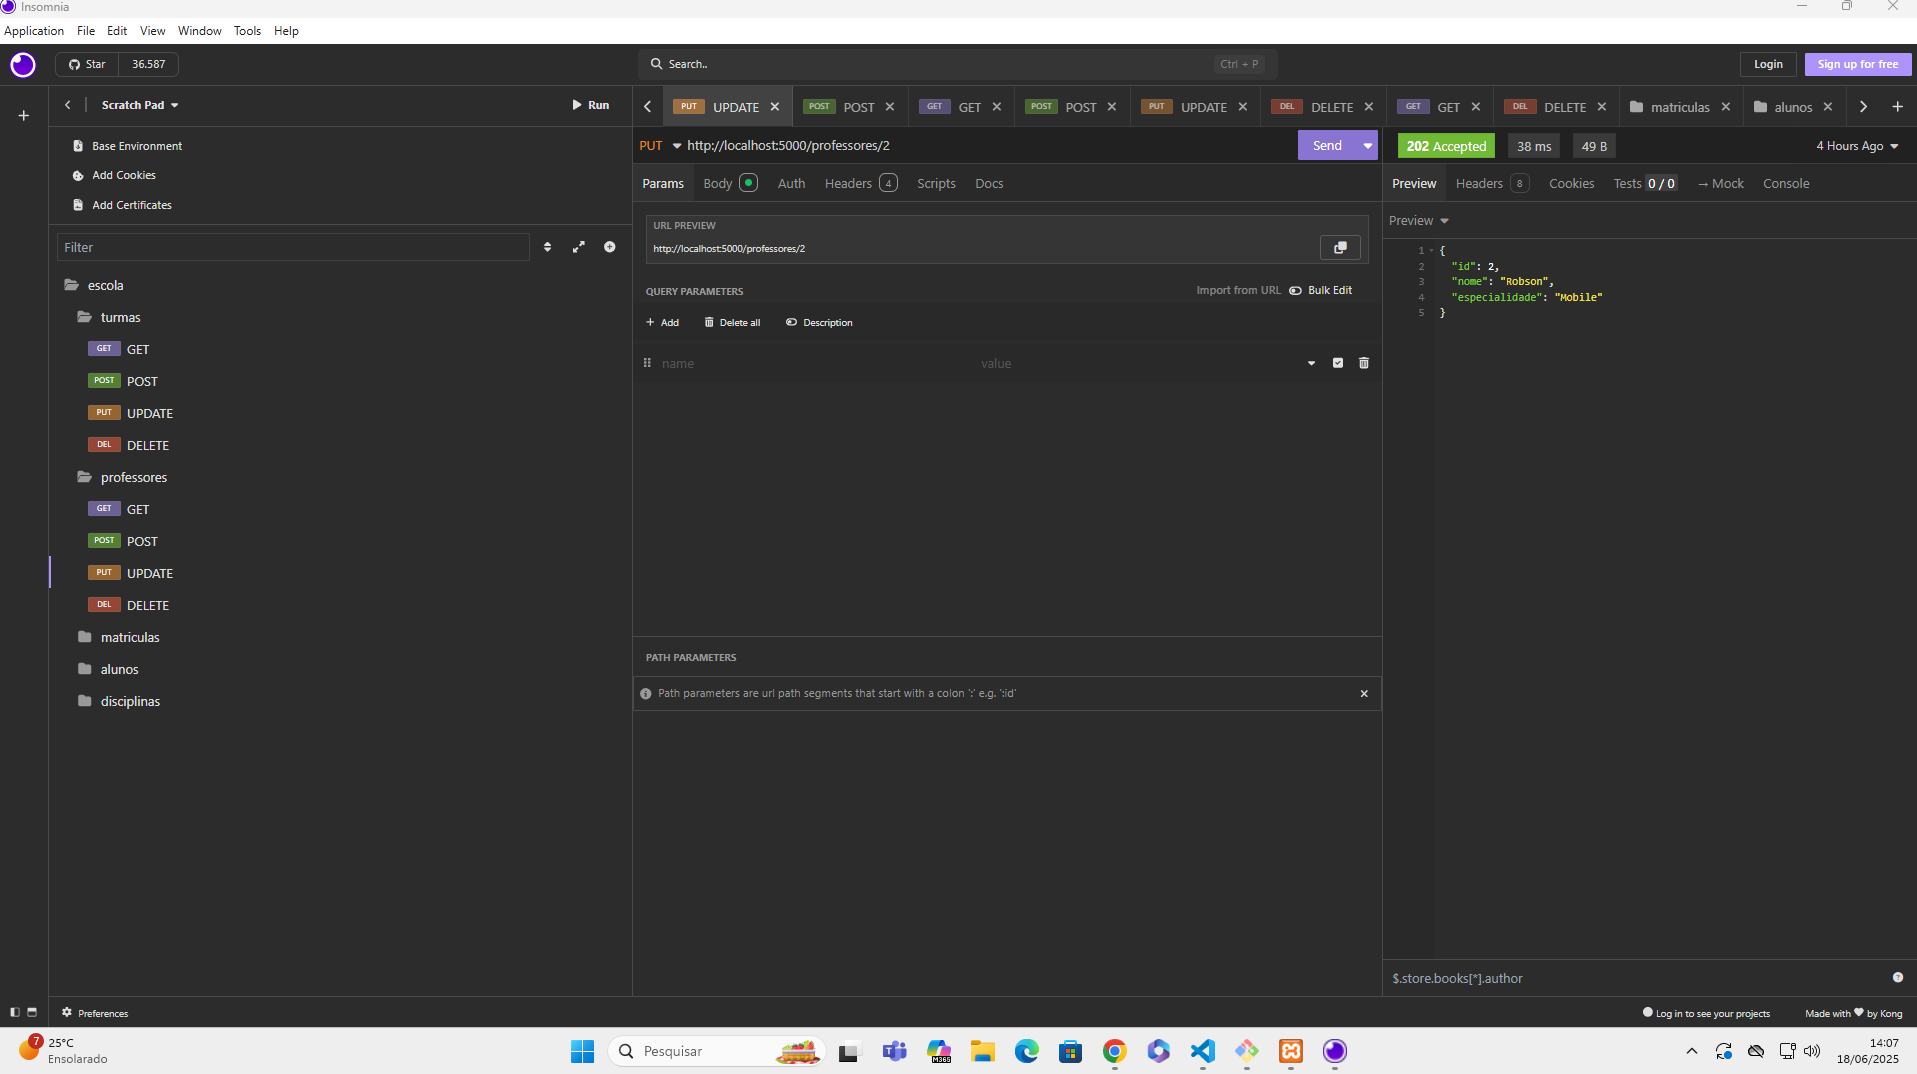 Insomnia
Application File Edit View Window Tools Help
Star 36.587
Search.. Ctrl + P
Login Sign up for free
Scratch Pad
Run
PUT UPDATE POST POST GET GET POST POST PUT UPDATE DEL DELETE GET GET DEL DELETE matriculas alunos
Base Environment
Add Cookies
Add Certificates
Filter
escola
turmas
GET GET
POST POST
PUT UPDATE
DEL DELETE
professores
GET GET
POST POST
PUT UPDATE
DEL DELETE
matriculas
alunos
disciplinas
PUT http://localhost:5000/professores/2 Send
Params Body Auth Headers 4 Scripts Docs
URL PREVIEW
http://localhost:5000/professores/2
QUERY PARAMETERS Import from URL Bulk Edit
Add Delete all Description
name value
PATH PARAMETERS
Path parameters are url path segments that start with a colon ':' e.g. ':id'
202 Accepted 38 ms 49 B 4 Hours Ago
Preview Headers 8 Cookies Tests 0 / 0 → Mock Console
Preview
1 {
2 "id": 2,
3 "nome": "Robson",
4 "especialidade": "Mobile"
5 }
$.store.books[*].author
Preferences
Log in to see your projects Made with ♥ by Kong
7 25°C
Ensolarado
Pesquisar
M365
14:07
18/06/2025